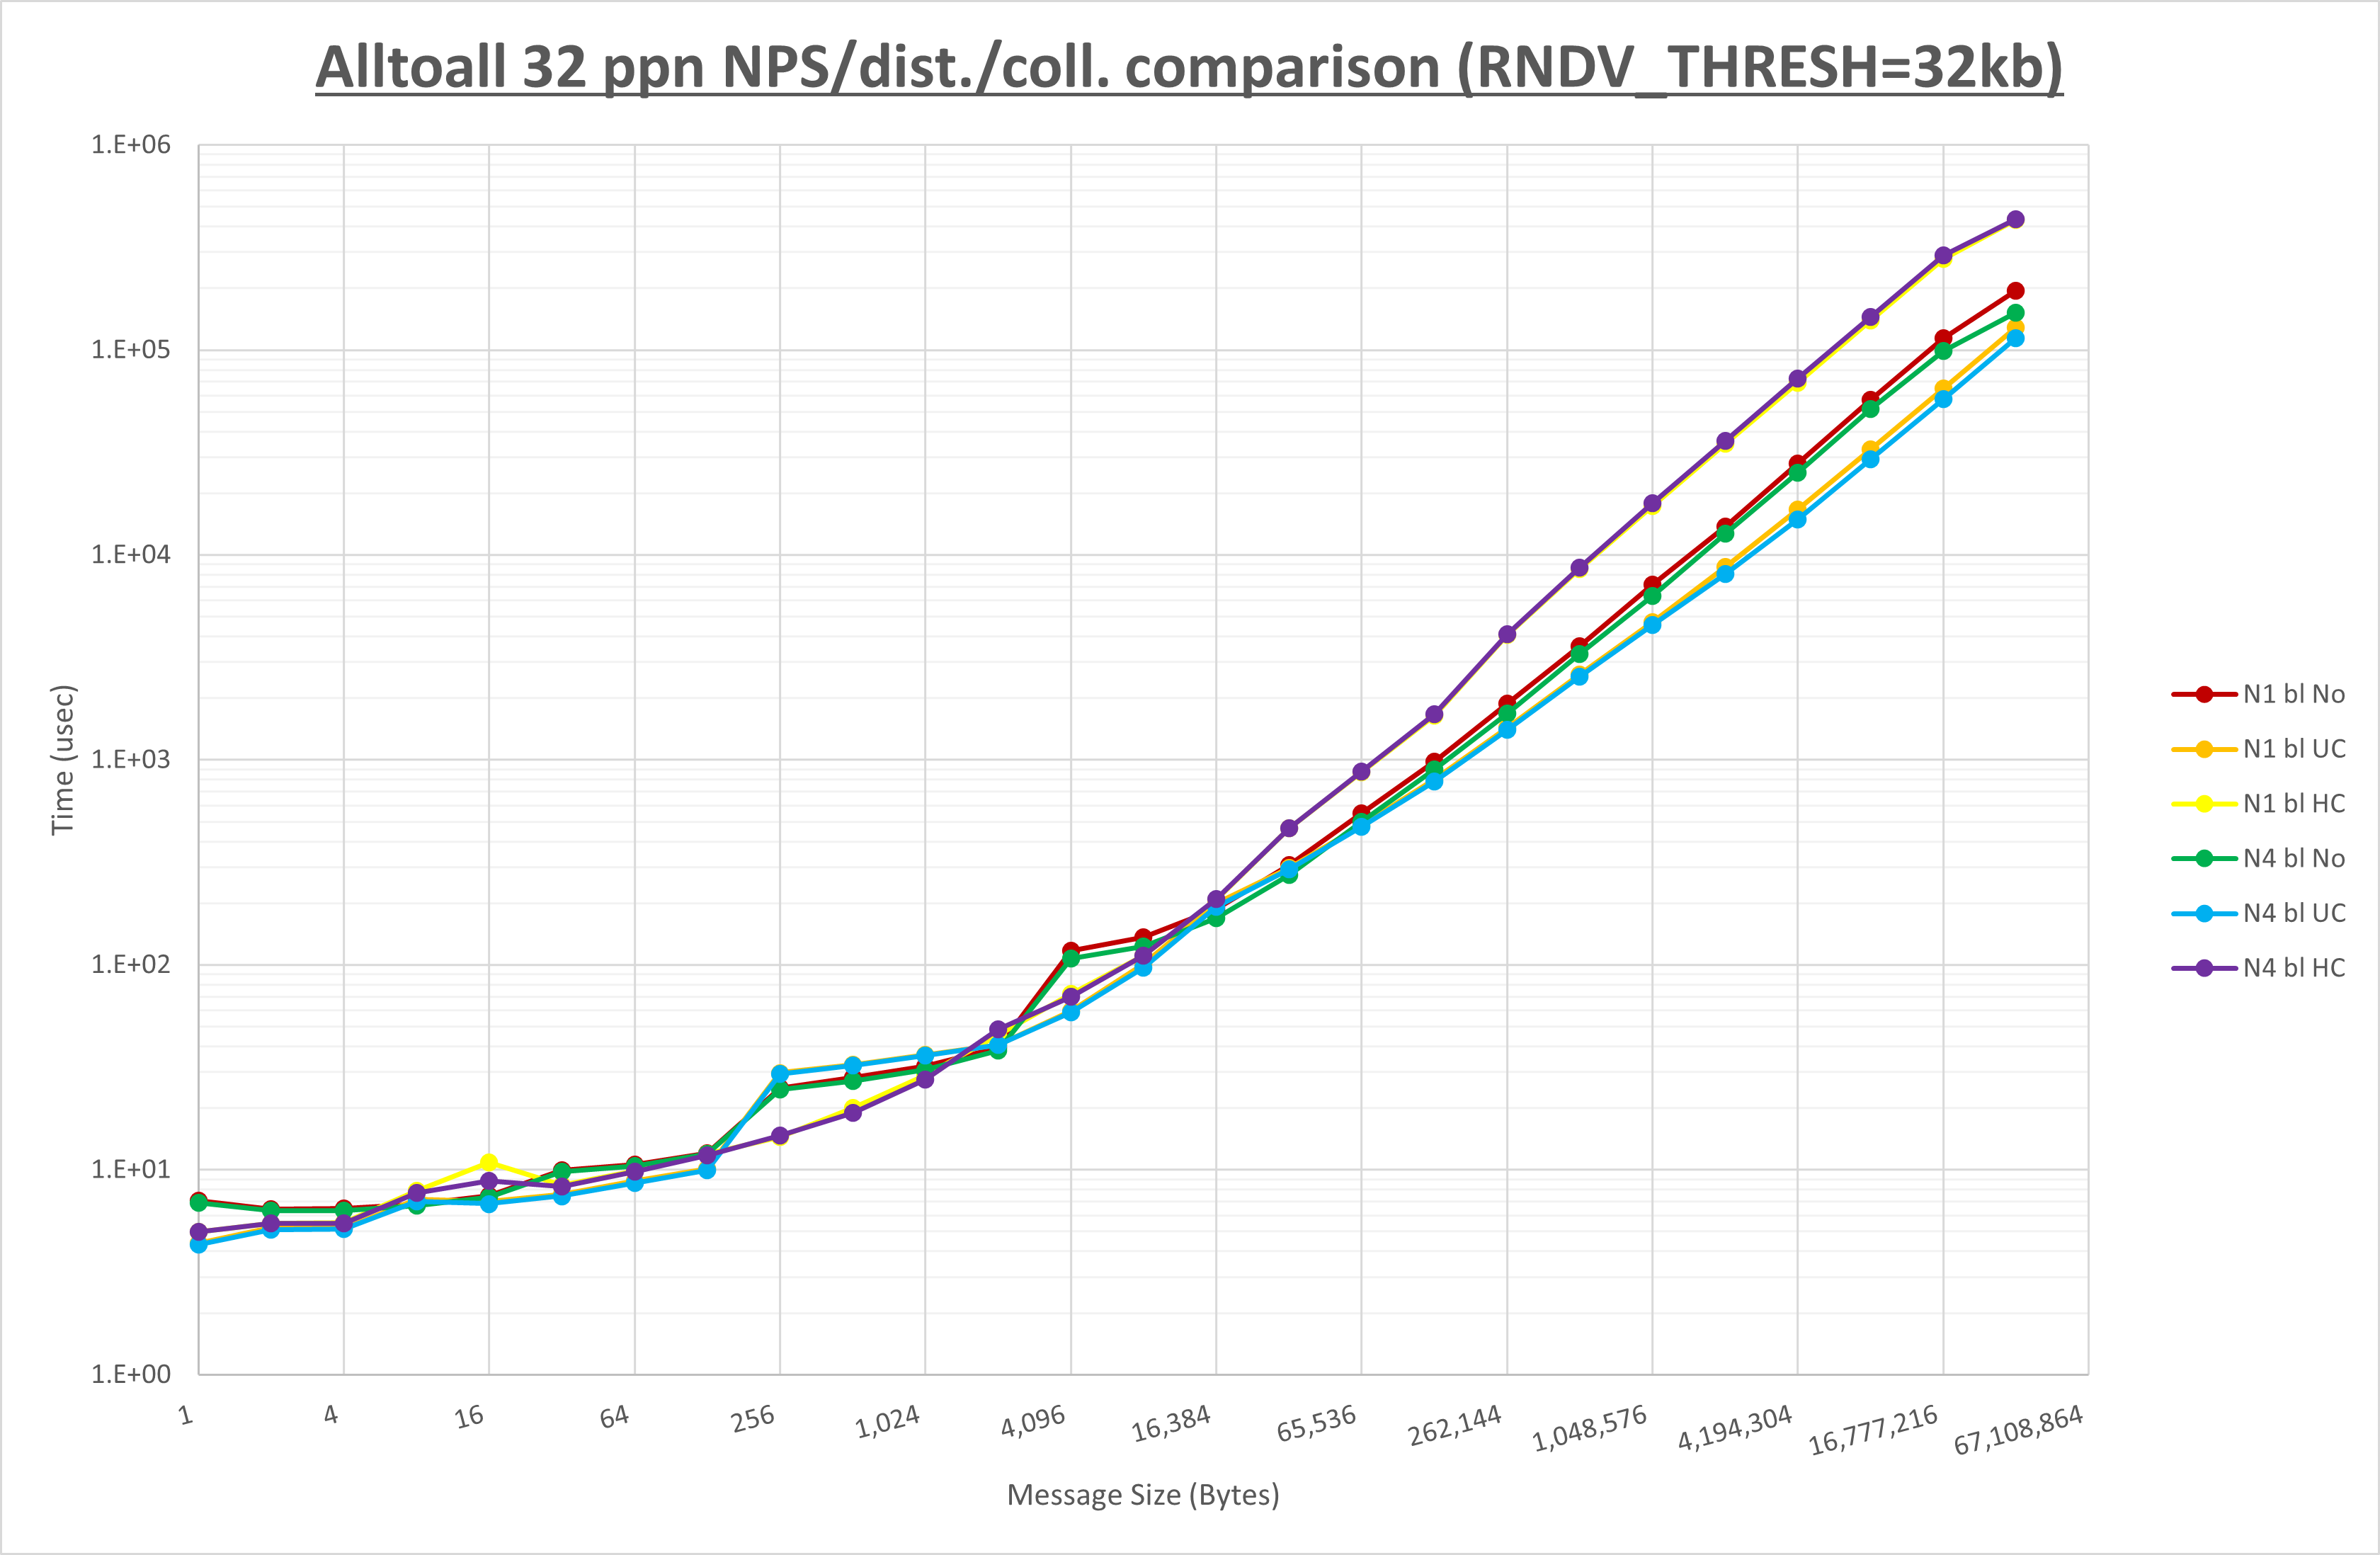 Alltoall 32 ppn NPS/dist./coll. comparison (RNDV_THRESH=32kb)
1.E+06
1.E+05
1.E+04
1.E+03
1.E+02
1.E+01
1.E+00
Time (usec)
1
4
16
64
256
1,024
4,096
16,384
65,536
262,144
1,048,576
4,194,304
16,777,216
67,108,864
Message Size (Bytes)
N1 bl No
N1 bl UC
N1 bl HC
N4 bl No
N4 bl UC
N4 bl HC